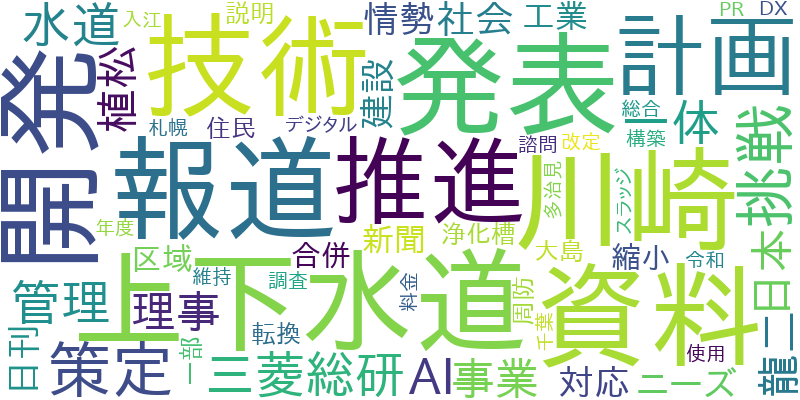 水道
入江
説明
情勢
社会
工業
PR
DX
開発
植松
技術
建設
発表
計画
総合
一体
札幌
住民
デジタル
諮問
改定
構築
報道
推進
川崎
多治見
スラッジ
挑戦
年度
区域
合併
新聞
浄化槽
大島
縮小
令和
日本
維持
調査
管理
理事
上下水道
料金
周防
千葉
資料
龍二
日刊
策定
一部
転換
三菱総研
AI
事業
対応
ニーズ
使用